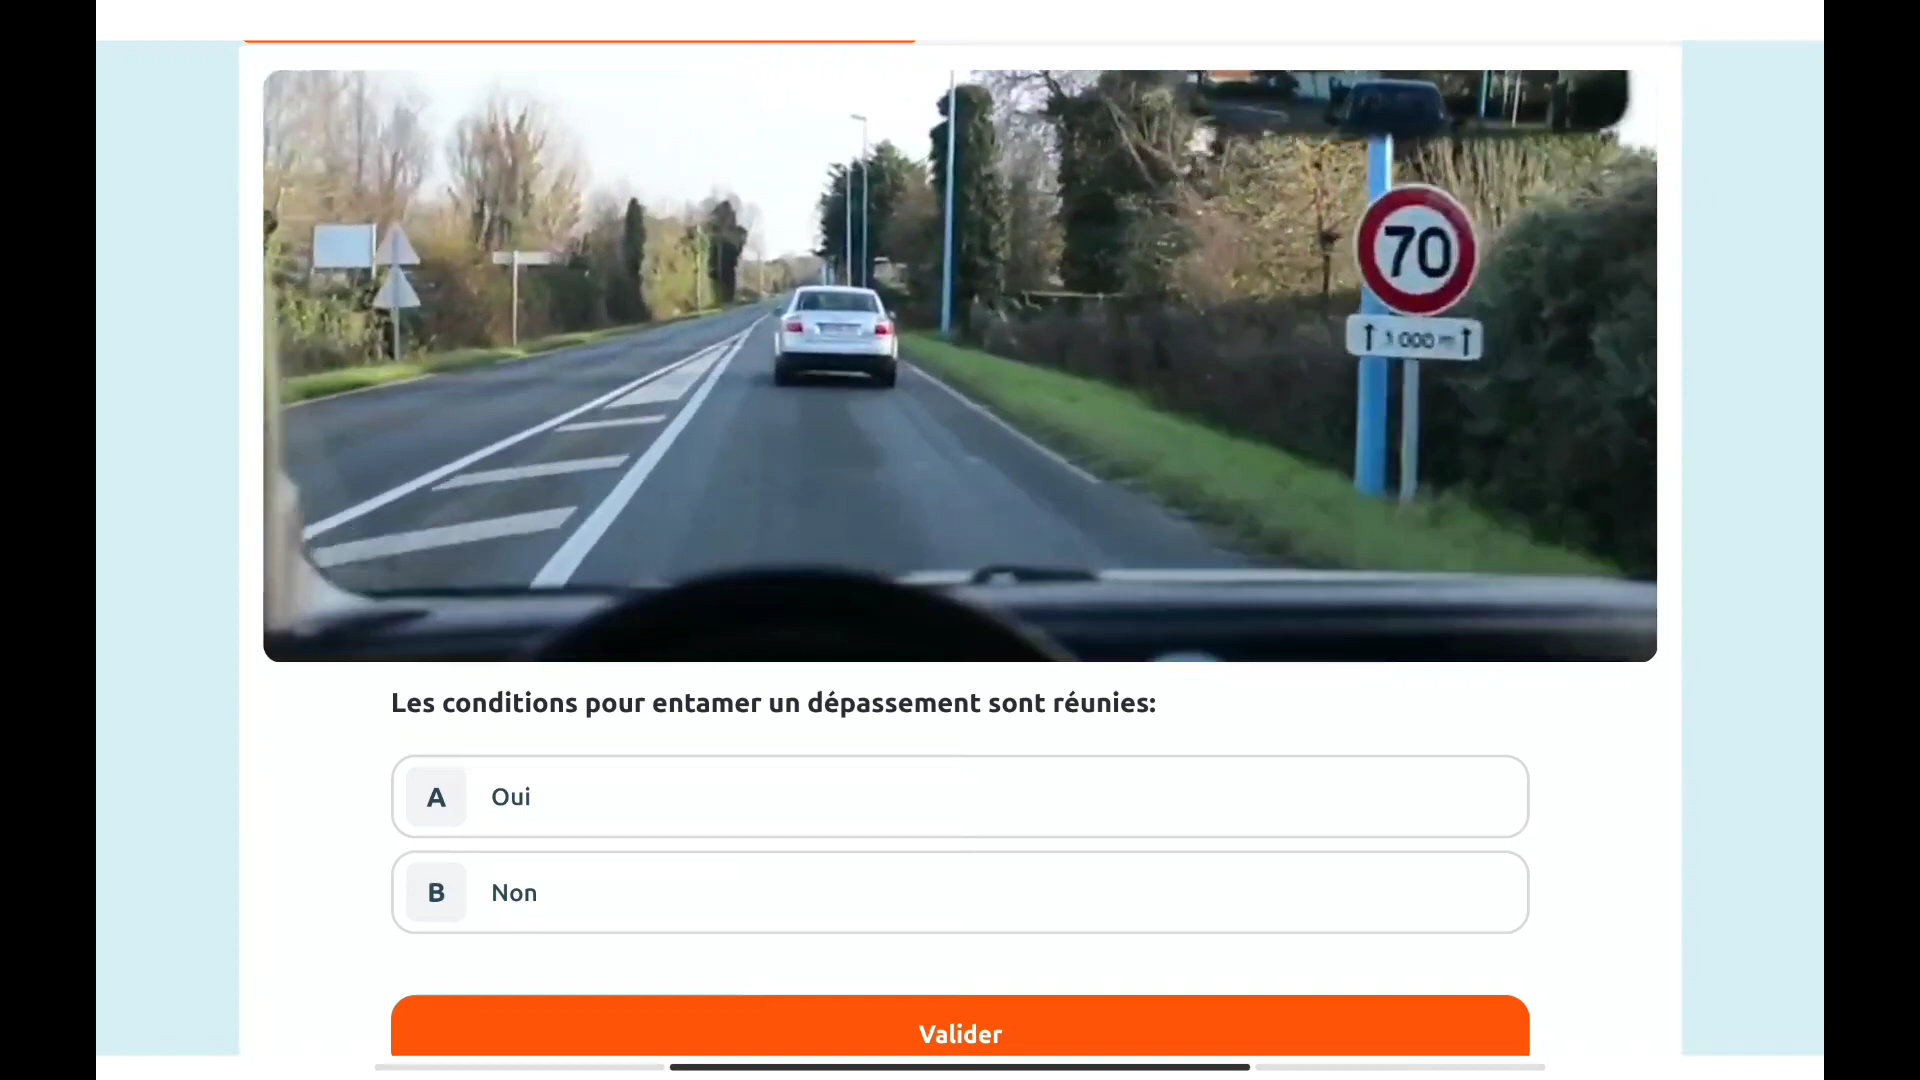 70
1 000 m
Les conditions pour entamer un dépassement sont réunies:
A Oui
B Non
Valider